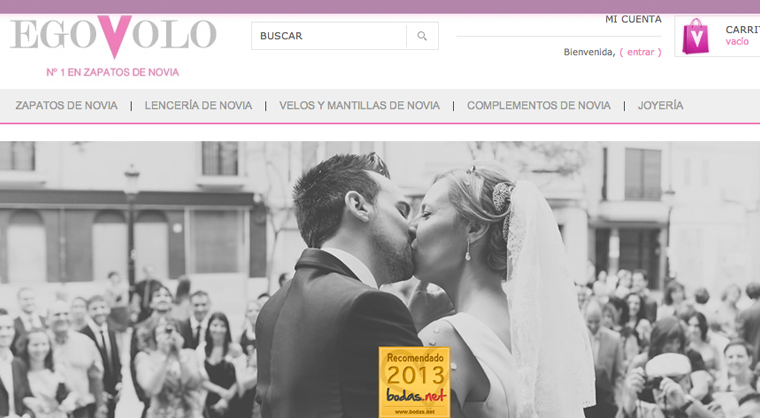 EGOVOLO
Nº 1 EN ZAPATOS DE NOVIA
BUSCAR
MI CUENTA
Bienvenida, ( entrar )
CARRIT
vacío
ZAPATOS DE NOVIA | LENCERÍA DE NOVIA | VELOS Y MANTILLAS DE NOVIA | COMPLEMENTOS DE NOVIA | JOYERÍA
Recomendado
2013
bodas.net
www.bodas.net